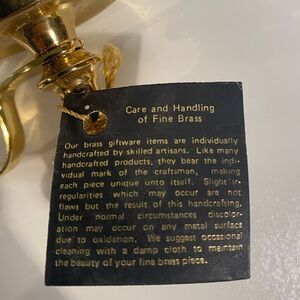 Care and Handling
of Fine Brass
Our brass giftware items are individually
handcrafted by skilled artisans. Like many
handcrafted products, they bear the indi-
vidual mark of the craftsman, making
each piece unique unto itself. Slight ir-
regularities which may occur are not
flaws but the result of this handcrafting.
Under normal circumstances discolor-
ation may occur on any metal surface
due to oxidation. We suggest occasional
cleaning with a damp cloth to maintain
the beauty of your fine brass piece.